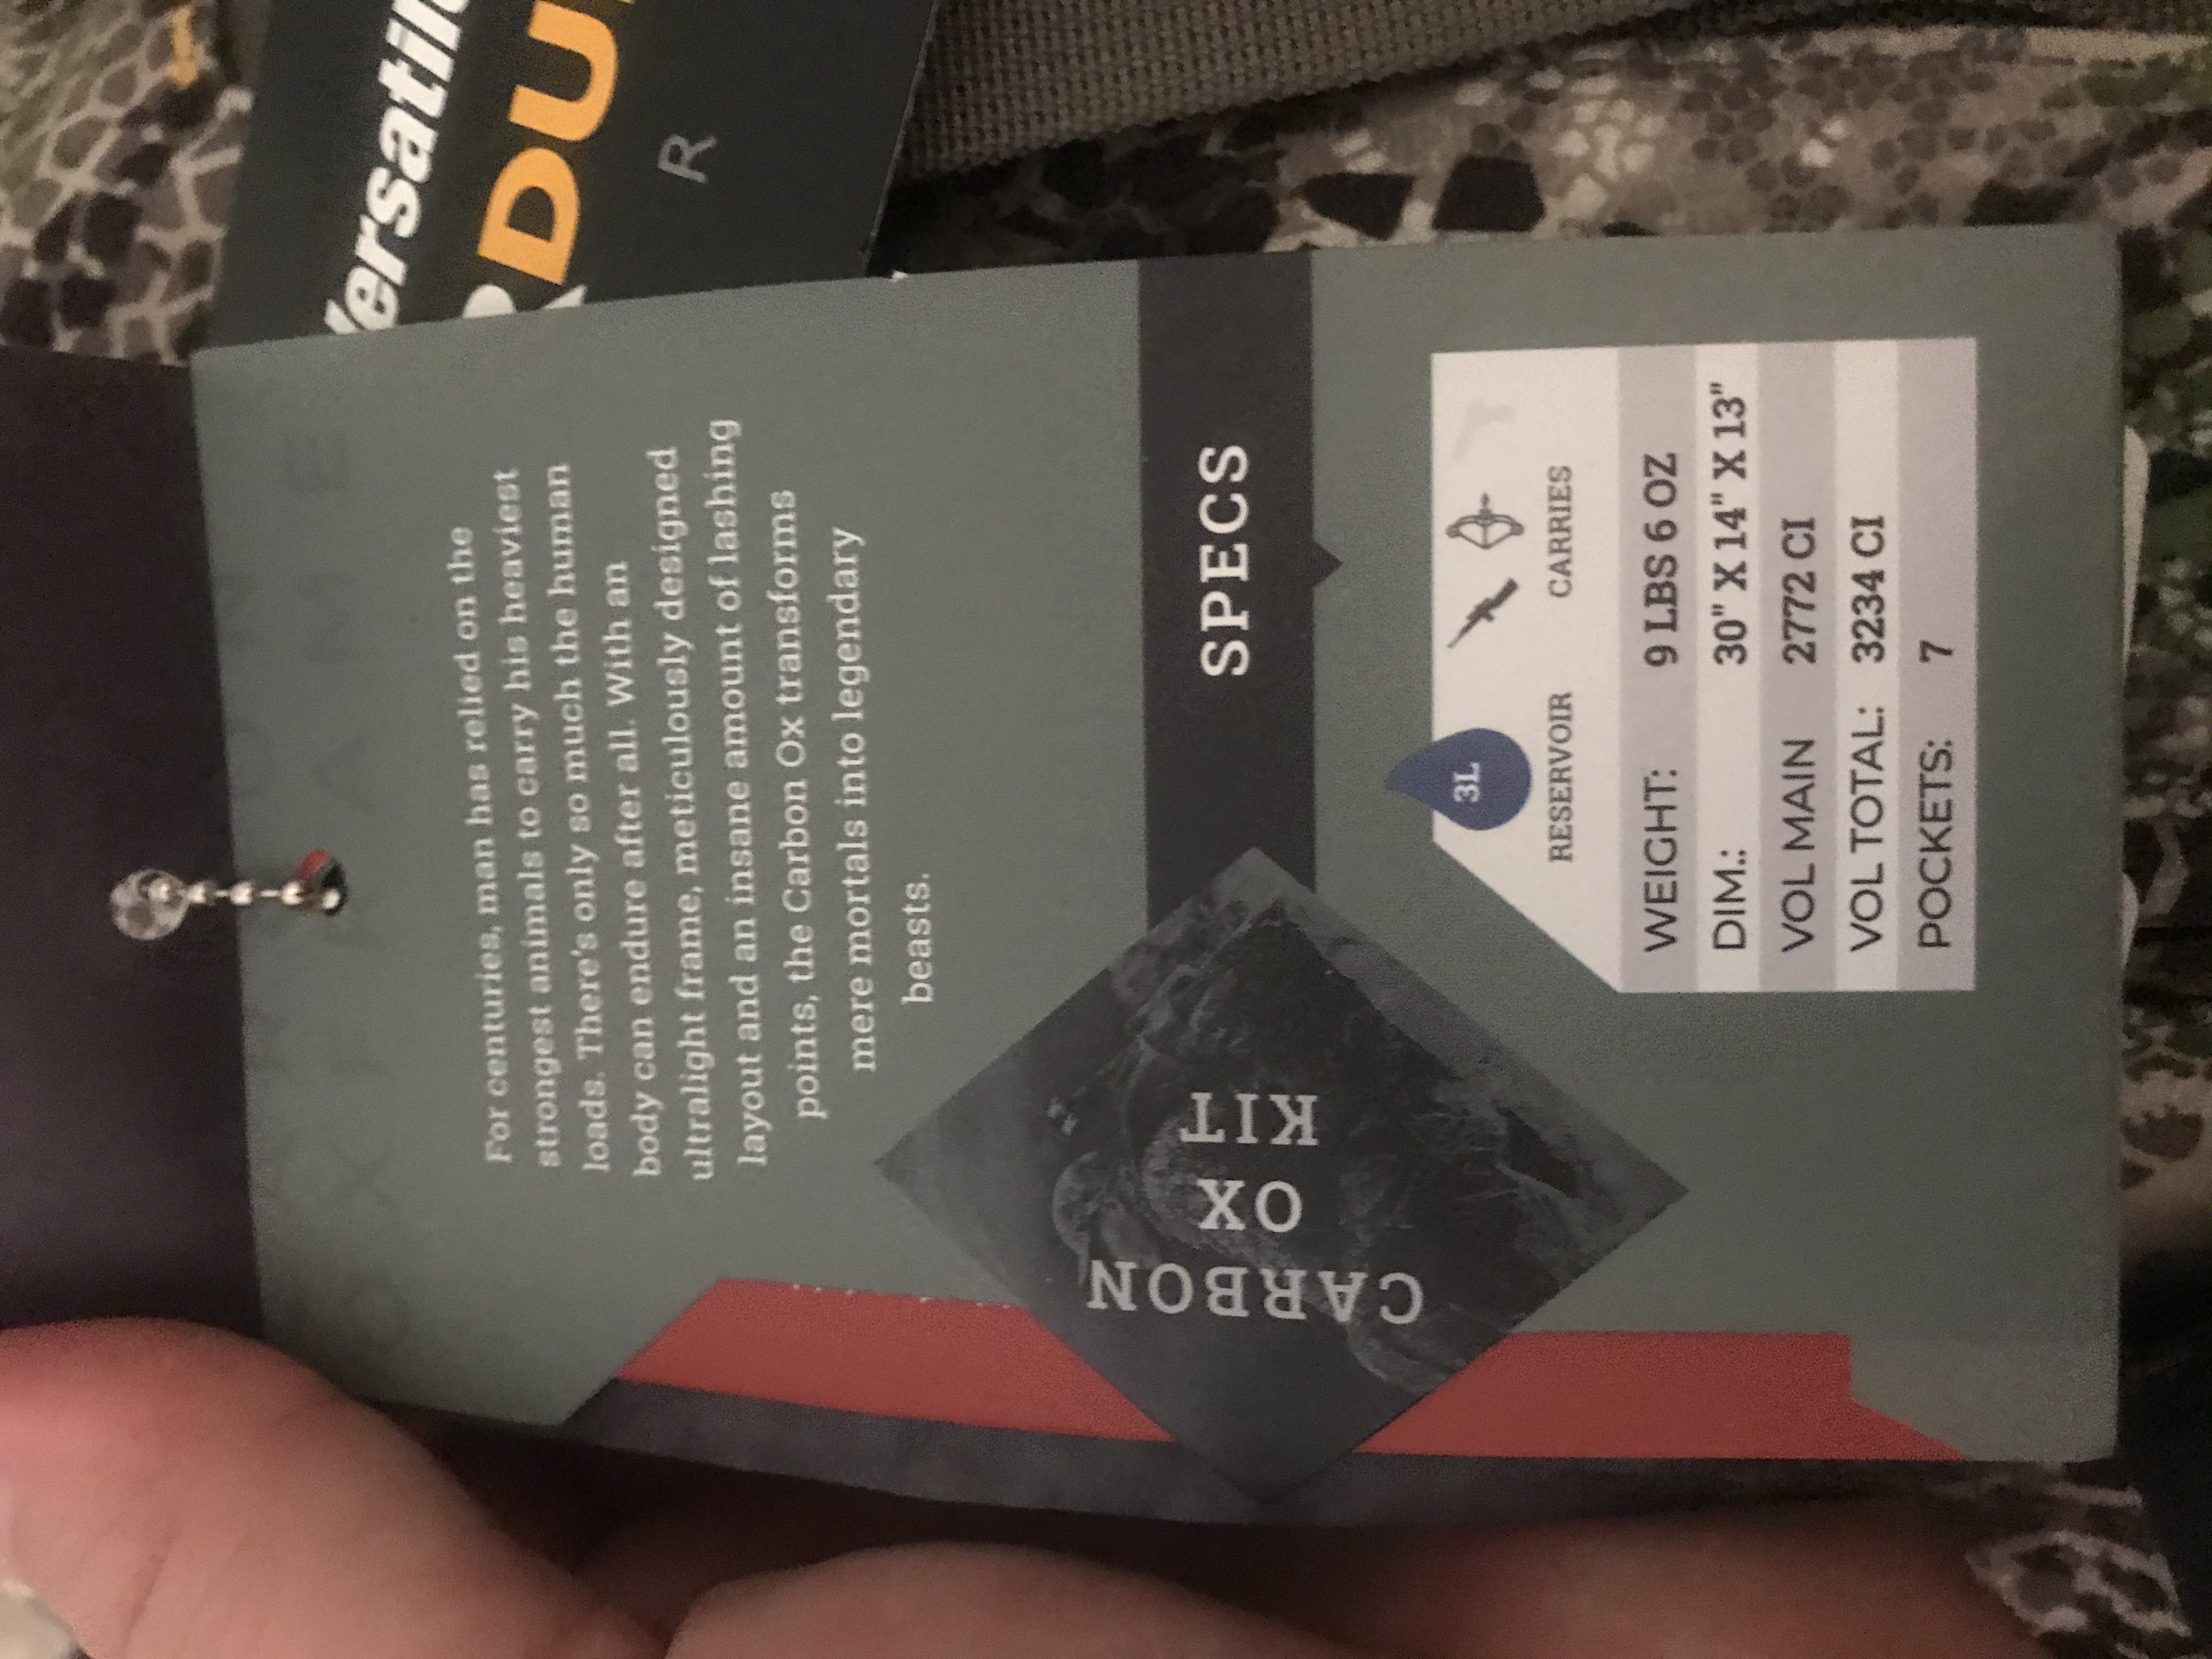 DU
R
For centuries, man has relied on the
strongest animals to carry his heaviest
loads. There's only so much the human
body can endure after all. With an
ultralight frame, meticulously designed
layout and an insane amount of lashing
points, the Carbon Ox transforms
mere mortals into legendary
beasts.
CARBON
OX
KIT
SPECS
3L
RESERVOIR
CARRIES
WEIGHT: 9 LBS 6 OZ
DIM.: 30" X 14" X 13"
VOL MAIN 2772 CI
VOL TOTAL: 3234 CI
POCKETS: 7